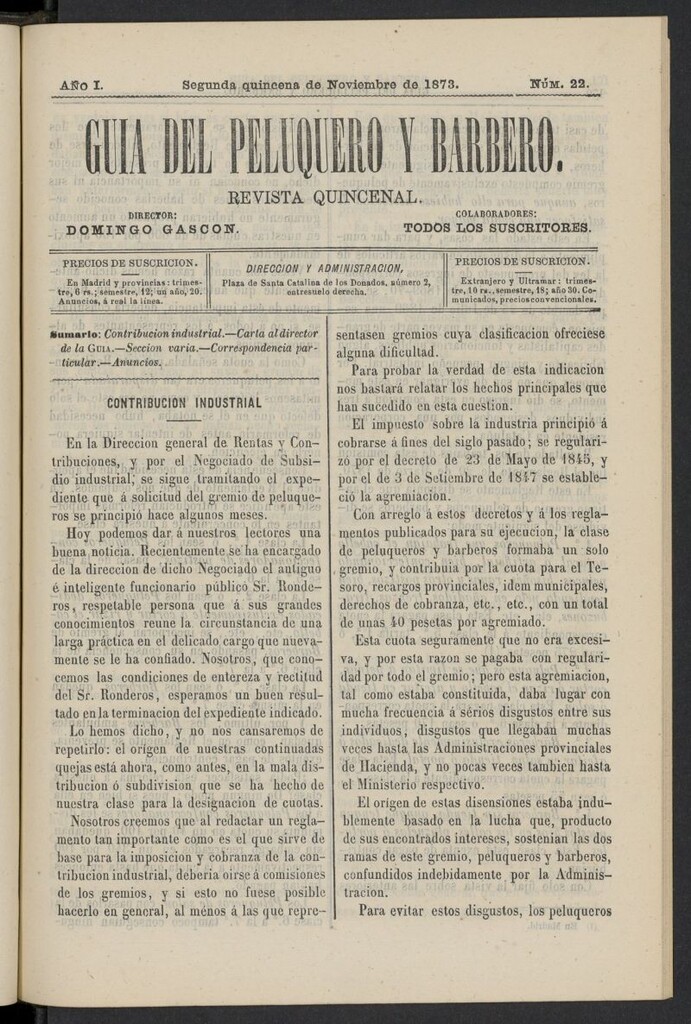 AÑO I.
Segunda quincena de Noviembre de 1873.
NÚM. 22.
GUIA DEL PELUQUERO Y BARBERO.
REVISTA QUINCENAL.
DIRECTOR:
DOMINGO GASCON.
COLABORADORES:
TODOS LOS SUSCRITORES.
PRECIOS DE SUSCRICION.
En Madrid y provincias: trimes-
tre, 6 rs.; semestre, 12; un año, 20.
Anuncios, á real la línea.
DIRECCION Y ADMINISTRACION,
Plaza de Santa Catalina de los Donados, número 2,
entresuelo derecha.
PRECIOS DE SUSCRICION.
Extranjero y Ultramar: trimes-
tre, 10 rs., semestre, 18; año 30. Co-
municados, precios convencionales.
Sumario: Contribucion industrial.—Carta al director
de la GUIA.—Seccion varia.—Correspondencia par-
ticular.—Anuncios.
CONTRIBUCION INDUSTRIAL
En la Direccion general de Rentas y Con-
tribuciones, y por el Negociado de Subsi-
dio industrial, se sigue tramitando el expe-
diente que á solicitud del gremio de peluque-
ros se principió hace algunos meses.
Hoy podemos dar á nuestros lectores una
buena noticia. Recientemente se ha encargado
de la direccion de dicho Negociado el antiguo
é inteligente funcionario público Sr. Ronde-
ros, respetable persona que á sus grandes
conocimientos reune la circunstancia de una
larga práctica en el delicado cargo que nueva-
mente se le ha confiado. Nosotros, que cono-
cemos las condiciones de entereza y rectitud
del Sr. Ronderos, esperamos un buen resul-
tado en la terminacion del expediente indicado.
Lo hemos dicho, y no nos cansaremos de
repetirlo: el orígen de nuestras continuadas
quejas está ahora, como antes, en la mala dis-
tribucion ó subdivision que se ha hecho de
nuestra clase para la designacion de cuotas.
Nosotros creemos que al redactar un regla-
mento tan importante como es el que sirve de
base para la imposicion y cobranza de la con-
tribucion industrial, deberia oirse á comisiones
de los gremios, y si esto no fuese posible
hacerlo en general, al ménos á las que repre-
sentasen gremios cuya clasificacion ofreciese
alguna dificultad.
Para probar la verdad de esta indicacion
nos bastará relatar los hechos principales que
han sucedido en esta cuestion.
El impuesto sobre la industria principió á
cobrarse á fines del siglo pasado; se regulari-
zó por el decreto de 23 de Mayo de 1845, y
por el de 3 de Setiembre de 1847 se estable-
ció la agremiacion.
Con arreglo á estos decretos y á los regla-
mentos publicados para su ejecucion, la clase
de peluqueros y barberos formaba un solo
gremio, y contribuia por la cuota para el Te-
soro, recargos provinciales, idem municipales,
derechos de cobranza, etc., etc., con un total
de unas 40 pesetas por agremiado.
Esta cuota seguramente que no era excesi-
va, y por esta razon se pagaba con regulari-
dad por todo el gremio; pero esta agremiacion,
tal como estaba constituida, daba lugar con
mucha frecuencia á sérios disgustos entre sus
individuos, disgustos que llegaban muchas
veces hasta las Administraciones provinciales
de Hacienda, y no pocas veces tambien hasta
el Ministerio respectivo.
El orígen de estas disensiones estaba indu-
blemente basado en la lucha que, producto
de sus encontrados intereses, sostenian las dos
ramas de este gremio, peluqueros y barberos,
confundidos indebidamente por la Adminis-
tracion.
Para evitar estos disgustos, los peluqueros